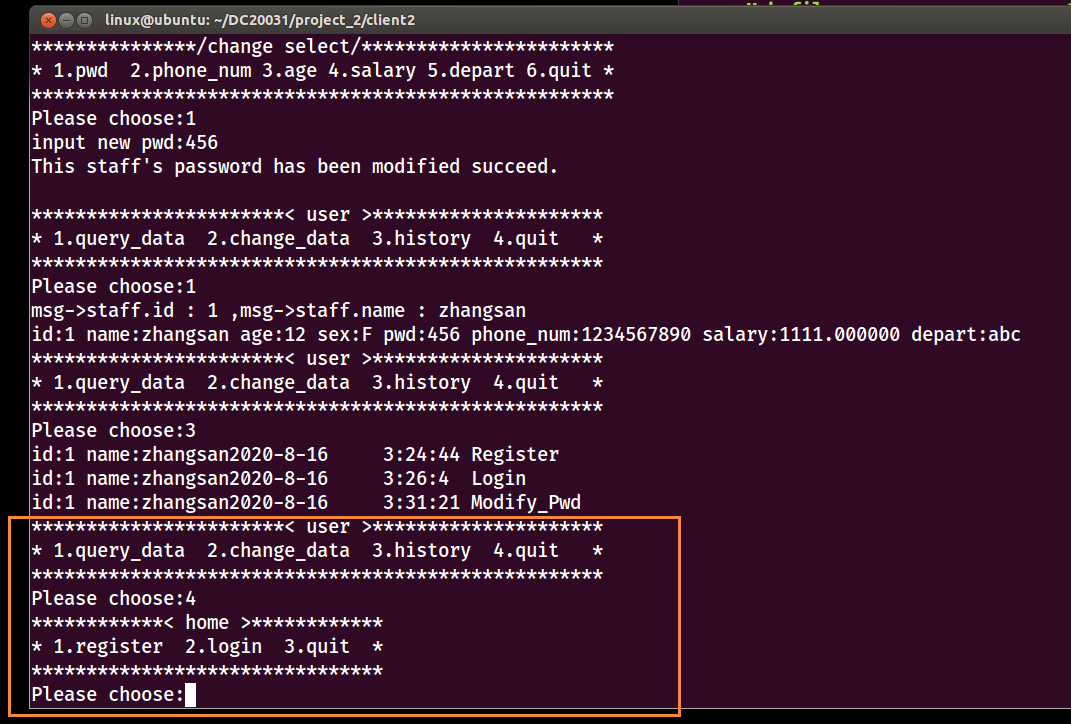 linux@ubuntu: ~/DC20031/project_2/client2
***************/change select/***********************
* 1.pwd  2.phone_num 3.age 4.salary 5.depart 6.quit *
*****************************************************
Please choose:1
input new pwd:456
This staff's password has been modified succeed.
***********************< user >*********************
* 1.query_data  2.change_data  3.history  4.quit   *
****************************************************
Please choose:1
msg->staff.id : 1 ,msg->staff.name : zhangsan
id:1 name:zhangsan age:12 sex:F pwd:456 phone_num:1234567890 salary:1111.000000 depart:abc
***********************< user >*********************
* 1.query_data  2.change_data  3.history  4.quit   *
****************************************************
Please choose:3
id:1 name:zhangsan2020-8-16     3:24:44 Register
id:1 name:zhangsan2020-8-16     3:26:4  Login
id:1 name:zhangsan2020-8-16     3:31:21 Modify_Pwd
***********************< user >*********************
* 1.query_data  2.change_data  3.history  4.quit   *
****************************************************
Please choose:4
************< home >************
* 1.register  2.login  3.quit  *
********************************
Please choose: